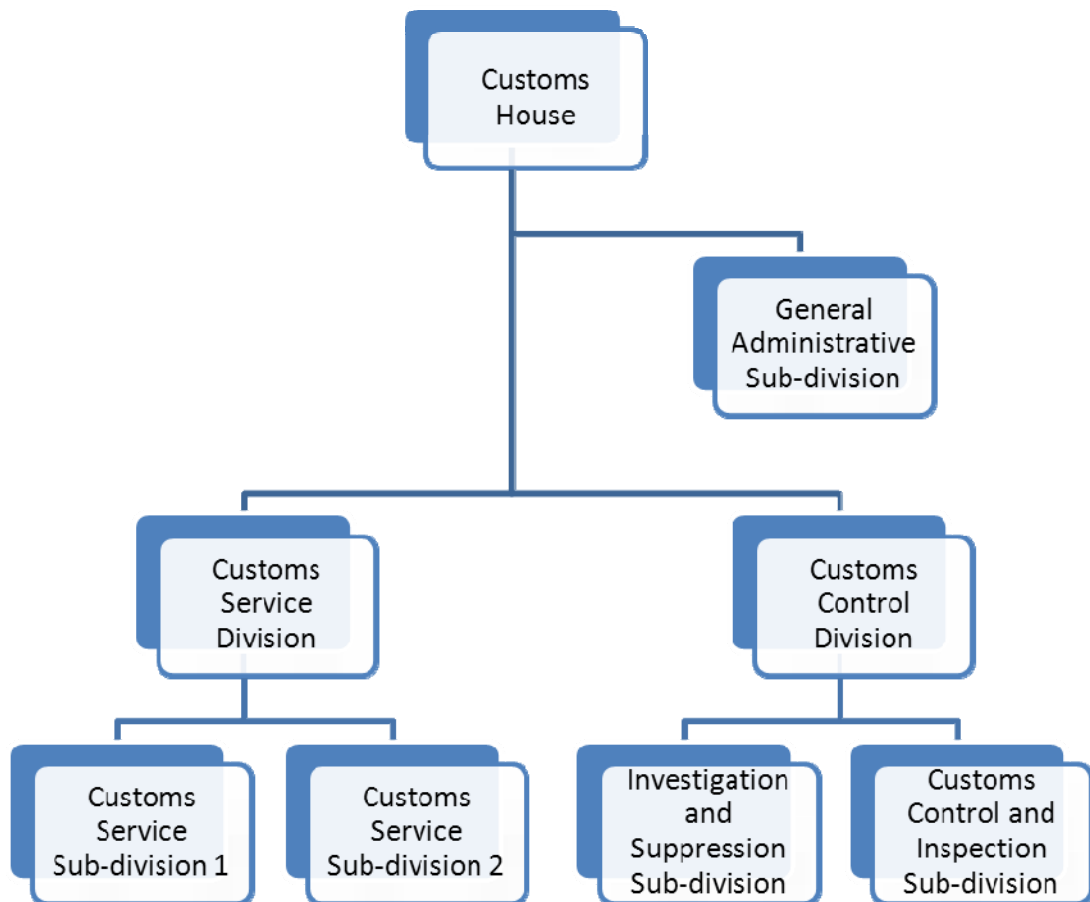 Customs
House
General
Administrative
Sub-division
Customs
Service
Division
Customs
Control
Division
Customs
Service
Sub-division 1
Customs
Service
Sub-division 2
Investigation
and
Suppression
Sub-division
Customs
Control and
Inspection
Sub-division